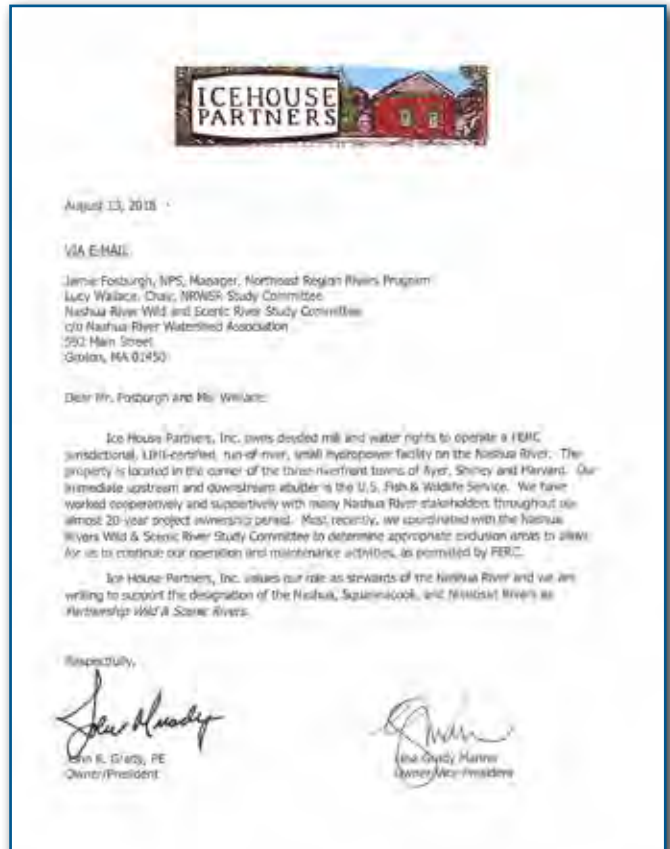 ICEHOUSE
PARTNERS
August 13, 2018
VIA E-MAIL
Jamie Fosburgh, NPS, Manager, Northeast Region Rivers Program
Lucy Wallace, Chair, NRWSR Study Committee
Nashua River Wild and Scenic River Study Committee
c/o Nashua River Watershed Association
592 Main Street
Groton, MA 01450
Dear Mr. Fosburgh and Ms. Wallace:
Ice House Partners, Inc. owns deeded mill and water rights to operate a FERC
jurisdictional, LIHI-certified, run-of-river, small hydropower facility on the Nashua River. The
property is located in the corner of the three riverfront towns of Ayer, Shirley and Harvard. Our
immediate upstream and downstream abutter is the U.S. Fish & Wildlife Service. We have
worked cooperatively and supportively with many Nashua River stakeholders throughout our
almost 20-year project ownership period. Most recently, we coordinated with the Nashua
Rivers Wild & Scenic River Study Committee to determine appropriate exclusion areas to allow
for us to continue our operation and maintenance activities, as permitted by FERC.
Ice House Partners, Inc. values our role as stewards of the Nashua River and we are
writing to support the designation of the Nashua, Squannacook, and Nissitissit Rivers as
Partnership Wild & Scenic Rivers.
Respectfully,
K. Grady, PE
Owner/President
Grady Manno
Owner/Vice-President